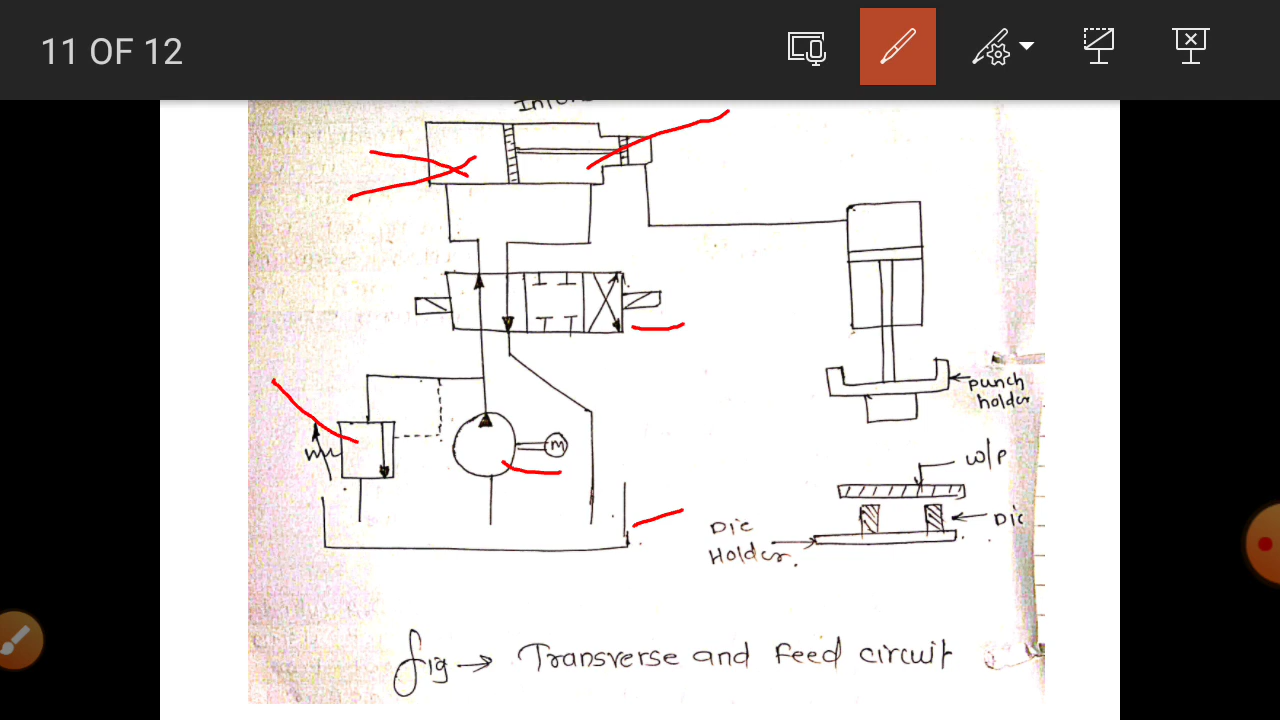 11 OF 12
M
punch
holder
w/p
Die
Die
Holder.
fig → Transverse and Feed circuit